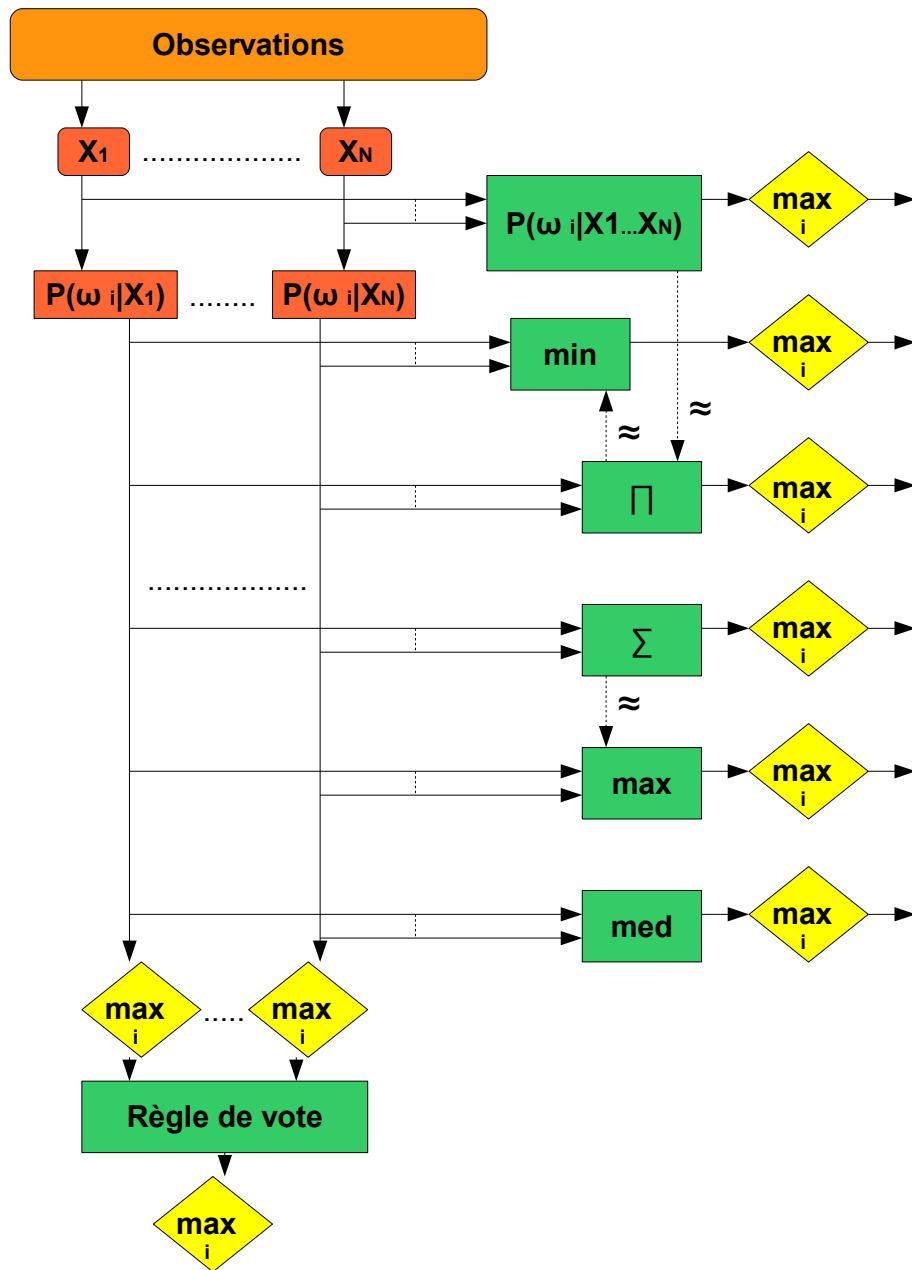 Observations
X1 ..................... XN
P(ω i|X1...XN) max i
P(ω i|X1) ........ P(ω i|XN)
min max i
≈ ≈
∏ max i
.....................
∑ max i
≈
max max i
med max i
max i ..... max i
Règle de vote
max i